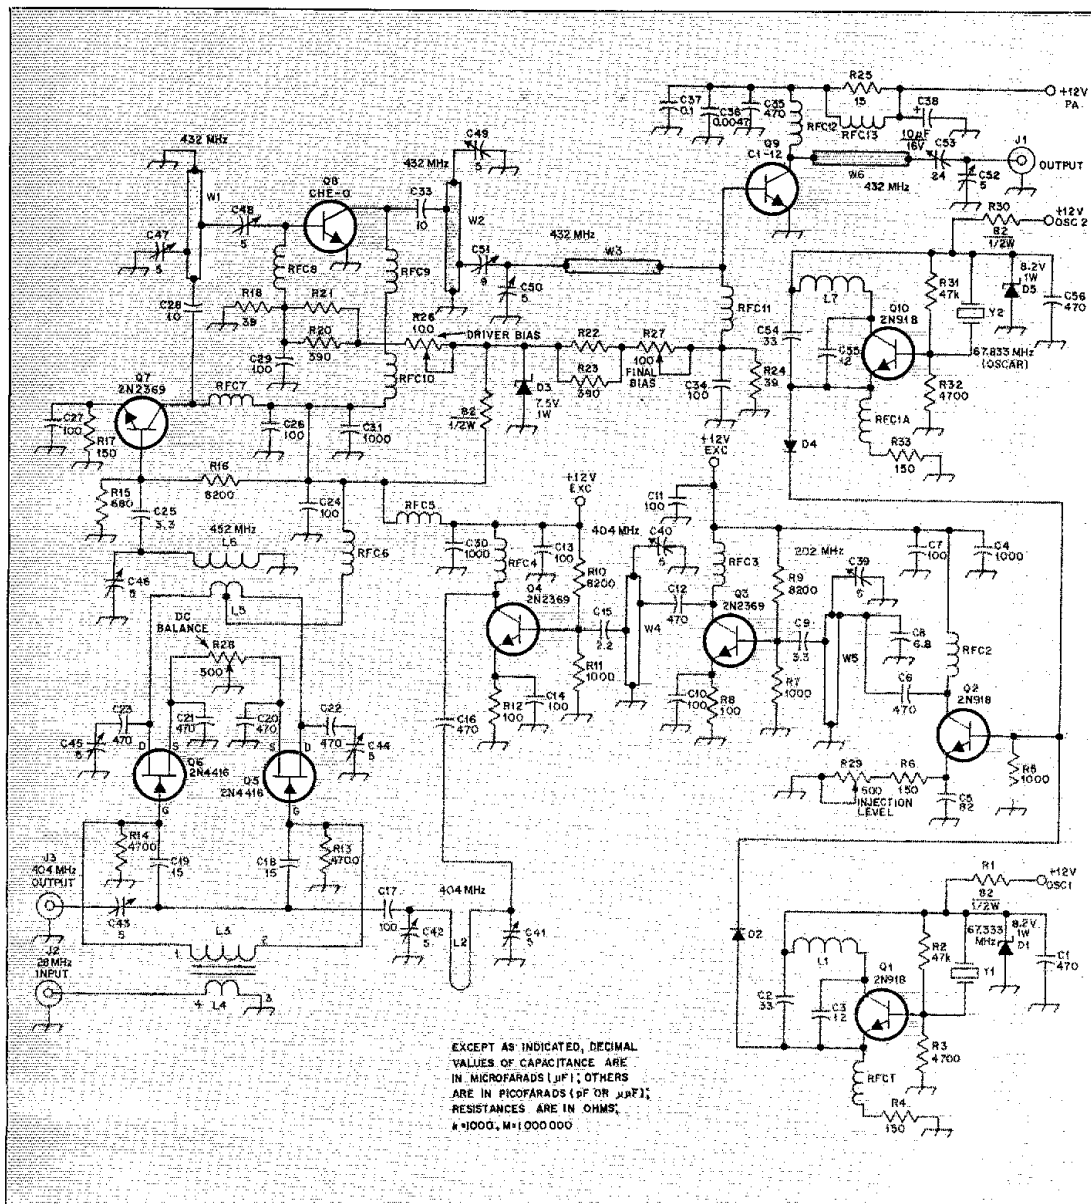 +12V
PA
R25
15
C37
0.1
C36
0.0047
C35
470
RFC12
RFC13
C38
10µF
16V
432 MHz
C49
5
432 MHz
Q9
C1-12
C53
24
J1
OUTPUT
W6
432 MHz
C52
5
Q8
CHE-0
C33
10
W1
W2
C48
5
C47
5
RFC8
RFC9
C51
432 MHz
W3
C50
5
R30
82
1/2W
+12V
OSC 2
C28
10
R18
39
R21
R20
390
R26
100
DRIVER BIAS
R22
R23
390
R27
100
FINAL
BIAS
RFC11
L7
C54
33
Q10
2N918
R31
47k
8.2V
1W
D5
C56
470
Y2
67.833 MHz
(OSCAR)
Q7
2N2369
RFC7
C29
100
RFC10
D3
7.5V
1W
C34
100
R24
39
R32
4700
C27
100
R17
150
C26
100
C31
1000
82
1/2W
+12V
EXC
D4
RFC1A
R33
150
R16
8200
R15
680
C25
3.3
C24
100
RFC5
+12V
EXC
C11
100
432 MHz
L6
RFC6
C30
1000
RFC4
C13
100
R10
8200
404 MHz
C40
5
RFC3
202 MHz
C39
C7
100
C4
1000
C46
5
Q4
2N2369
C15
2.2
C12
470
Q3
2N2369
R9
8200
L5
DC
BALANCE
W4
C9
3.3
W5
C8
6.8
RFC2
R28
500
R11
1000
R7
1000
C6
470
Q2
2N918
R12
100
C14
100
C10
100
R8
100
C23
470
C21
470
C20
470
C22
470
C16
470
C45
5
D
S
S
D
C44
5
Q6
2N4416
Q5
2N4416
R29
500
INJECTION
LEVEL
R6
150
C5
82
R5
1000
G
G
R14
4700
C19
15
C18
15
R13
4700
J3
404 MHz
OUTPUT
C43
5
C17
100
404 MHz
R1
82
1/2W
+12V
OSC1
L3
1
2
C42
5
L2
C41
5
J2
28 MHz
INPUT
D2
L1
67.333
MHz
8.2V
1W
D1
R2
47k
C1
470
4
L4
3
C2
33
C3
12
Q1
2N918
Y1
R3
4700
EXCEPT AS INDICATED, DECIMAL
VALUES OF CAPACITANCE ARE
IN MICROFARADS (µF); OTHERS
ARE IN PICOFARADS (pF OR µµF);
RESISTANCES ARE IN OHMS;
k=1000, M=1000000
R4
150